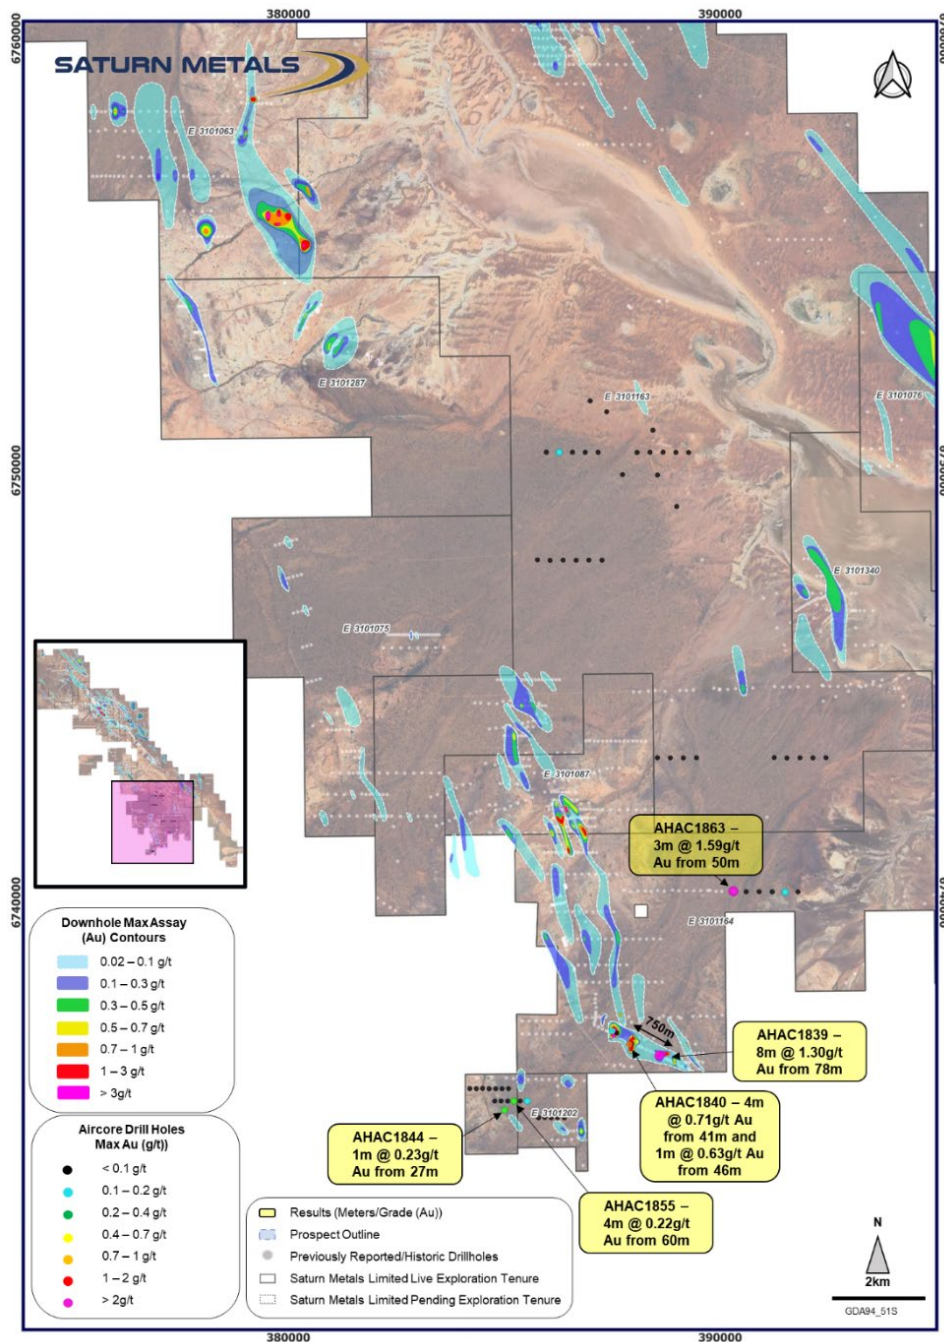 380000
390000
6760000
6760000
SATURN METALS
E 3101063
E 3101287
E 3101163
E 3101076
6750000
6750000
E 3101340
E 3101075
E 3101087
AHAC1863 –
3m @ 1.59g/t
Au from 50m
6740000
6740000
E 3101164
Downhole Max Assay
(Au) Contours
0.02 – 0.1 g/t
0.1 – 0.3 g/t
0.3 – 0.5 g/t
0.5 – 0.7 g/t
0.7 – 1 g/t
1 – 3 g/t
> 3g/t
750m
AHAC1839 –
8m @ 1.30g/t
Au from 78m
E 3101202
AHAC1840 – 4m
@ 0.71g/t Au
from 41m and
1m @ 0.63g/t Au
from 46m
AHAC1844 –
1m @ 0.23g/t
Au from 27m
AHAC1855 –
4m @ 0.22g/t
Au from 60m
Aircore Drill Holes
Max Au (g/t))
< 0.1 g/t
0.1 – 0.2 g/t
0.2 – 0.4 g/t
0.4 – 0.7 g/t
0.7 – 1 g/t
1 – 2 g/t
> 2g/t
Results (Meters/Grade (Au))
Prospect Outline
Previously Reported/Historic Drillholes
Saturn Metals Limited Live Exploration Tenure
Saturn Metals Limited Pending Exploration Tenure
N
2km
GDA94_51S
380000
390000